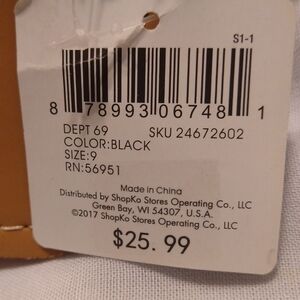 S1-1
8 78993 06748 1
DEPT 69 SKU 24672602
COLOR:BLACK
SIZE:9
RN:56951
Made in China
Distributed by ShopKo Stores Operating Co., LLC
Green Bay, WI 54307, U.S.A.
©2017 ShopKo Stores Operating Co., LLC
$25.99